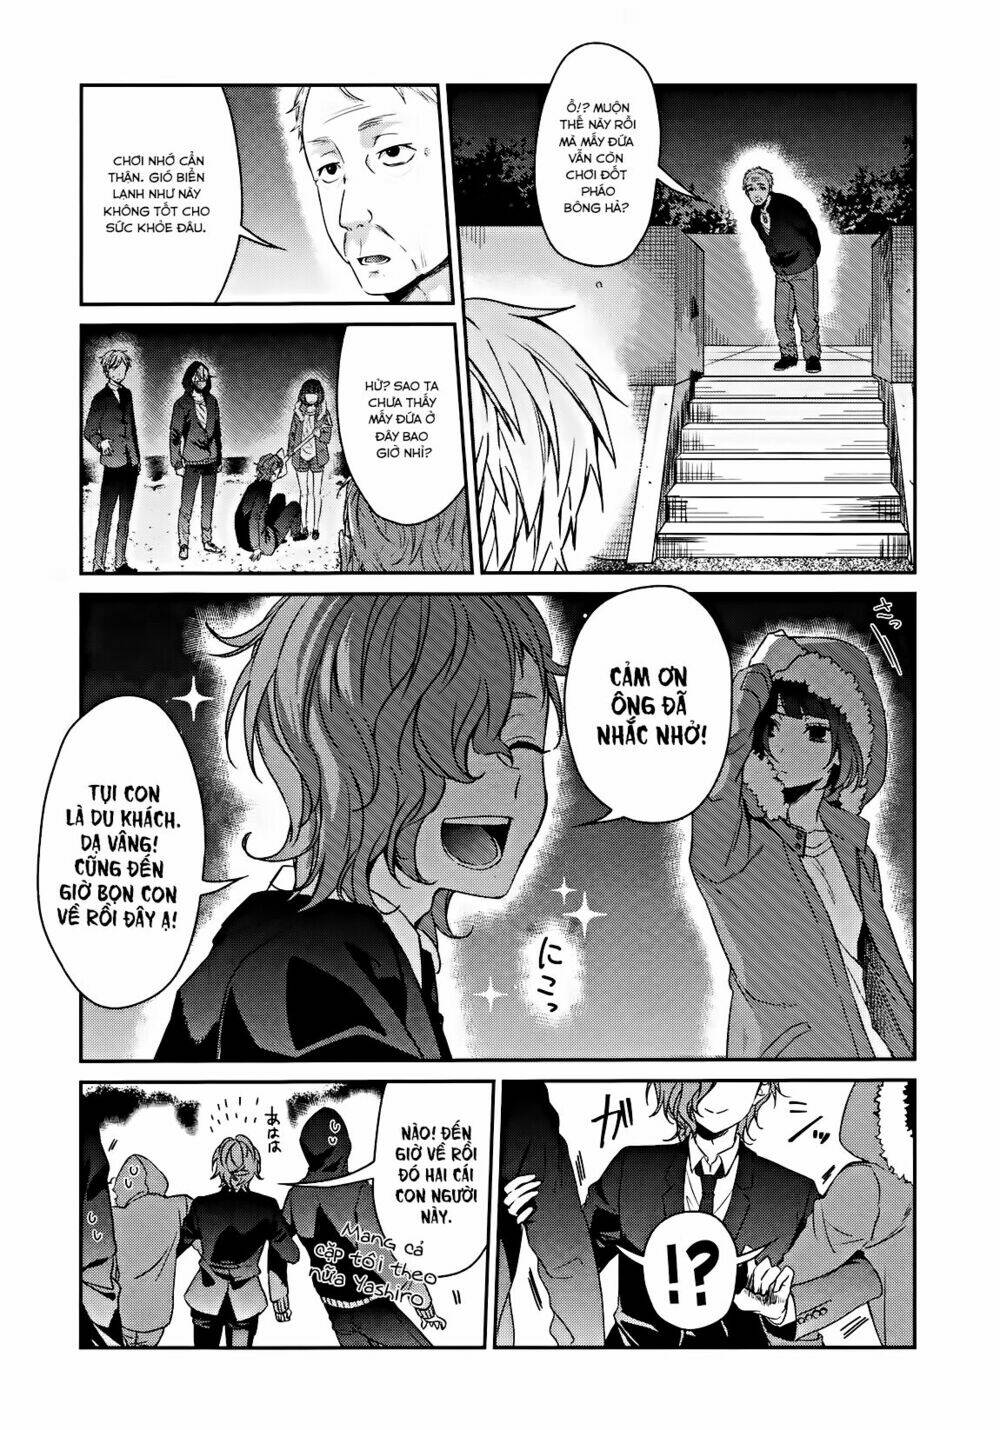 Ồ!? MUỘN
THẾ NÀY RỒI
MÀ MẤY ĐỨA
VẪN CÒN
CHƠI ĐỐT
PHÁO
BÔNG HẢ?
CHƠI NHỚ CẨN
THẬN. GIÓ BIỂN
LẠNH NHƯ NÀY
KHÔNG TỐT CHO
SỨC KHỎE ĐÂU.
HỬ? SAO TA
CHƯA THẤY
MẤY ĐỨA Ở
ĐÂY BAO
GIỜ NHỈ?
さっ
CẢM ƠN
ÔNG ĐÃ
NHẮC NHỞ!
にこっ
TỤI CON
LÀ DU KHÁCH.
DẠ VÂNG!
CŨNG ĐẾN
GIỜ BỌN CON
VỀ RỒI ĐÂY Ạ!
ガッ
!?
NÀO! ĐẾN
GIỜ VỀ RỒI
ĐÓ HAI CÁI
CON NGƯỜI
NÀY.
Mang cả
cặp tôi theo
nữa Yashiro
あはは